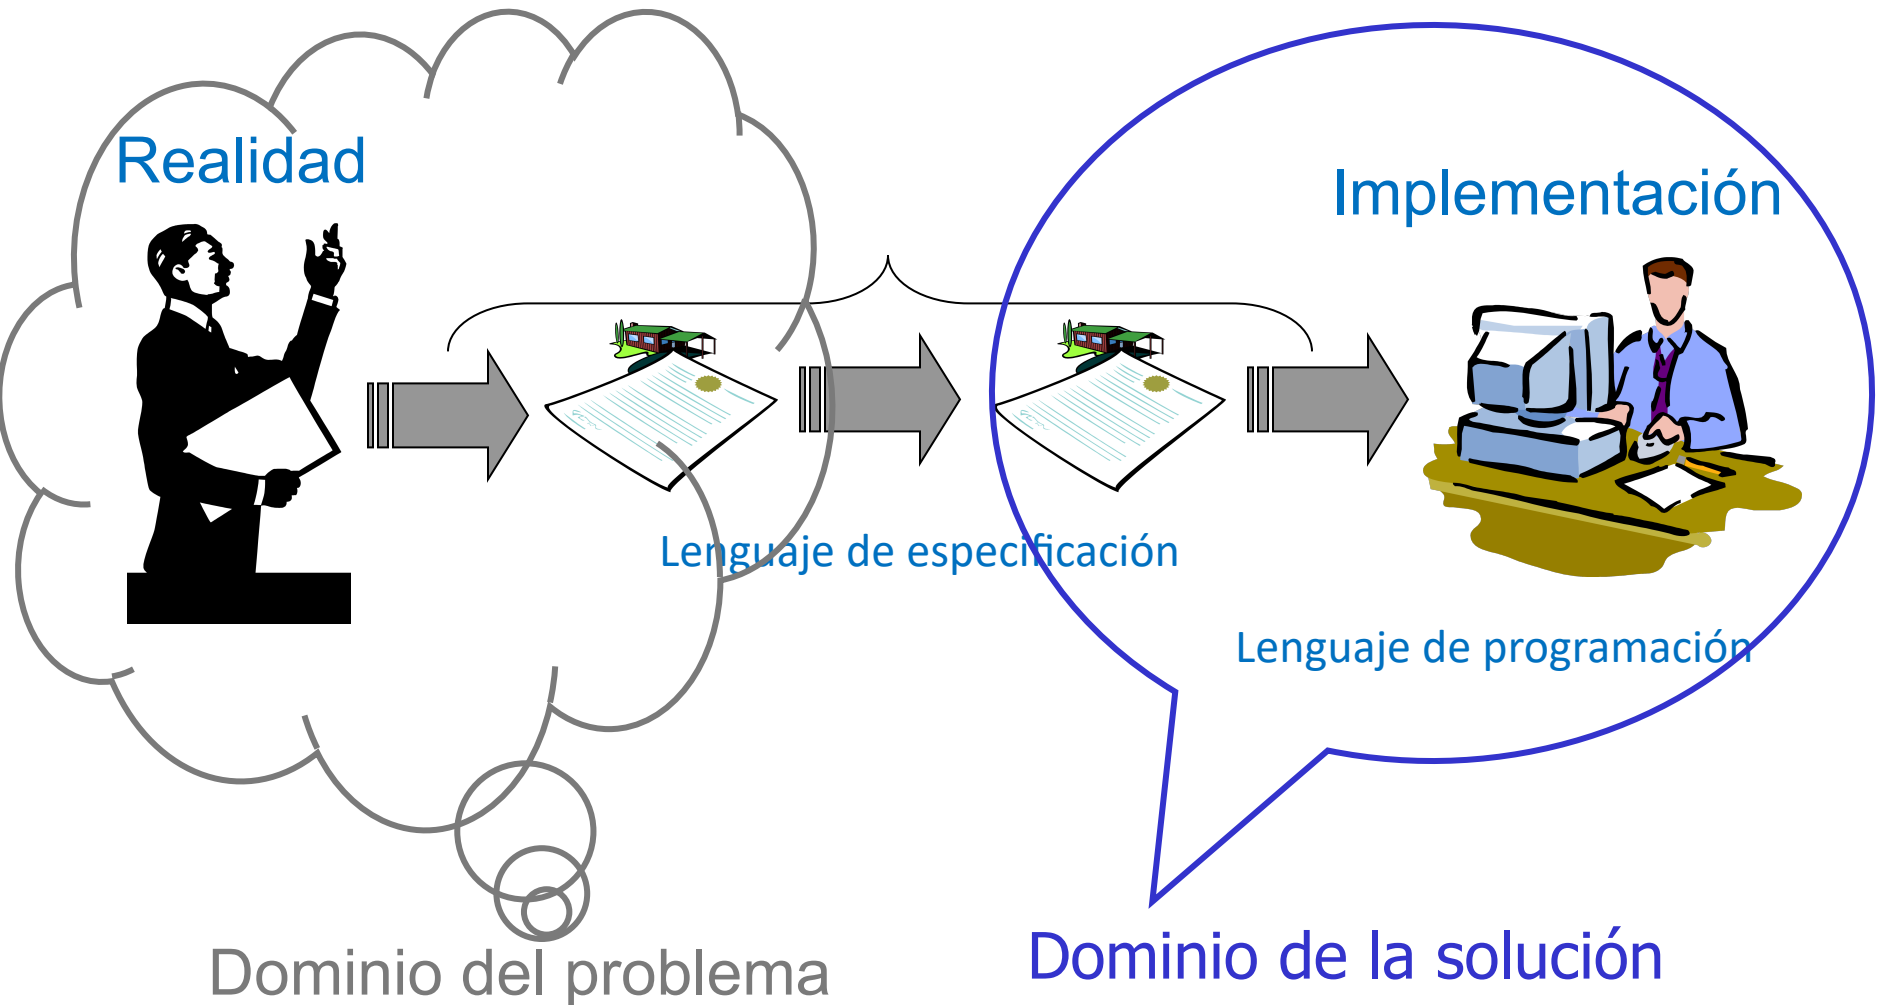 Realidad
Implementación
Lenguaje de especificación
Lenguaje de programación
Dominio de la solución
Dominio del problema